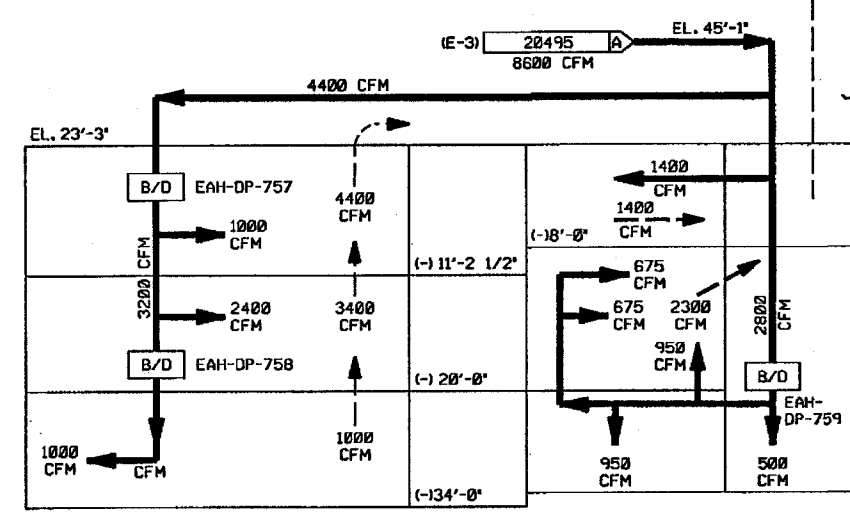 EL. 45'-1"
(E-3) 20495 A
8600 CFM
4400 CFM
EL. 23'-3"
B/D EAH-DP-757
1000
CFM
3200 CFM
4400
CFM
(-) 11'-2 1/2"
2400
CFM
3400
CFM
B/D EAH-DP-758
(-) 20'-0"
1000
CFM
CFM
1000
CFM
(-)34'-0"
1400
CFM
1400
CFM
(-)8'-0"
675
CFM
675
CFM
2300
CFM
950
CFM
2800
CFM
B/D
EAH-
DP-759
950
CFM
500
CFM